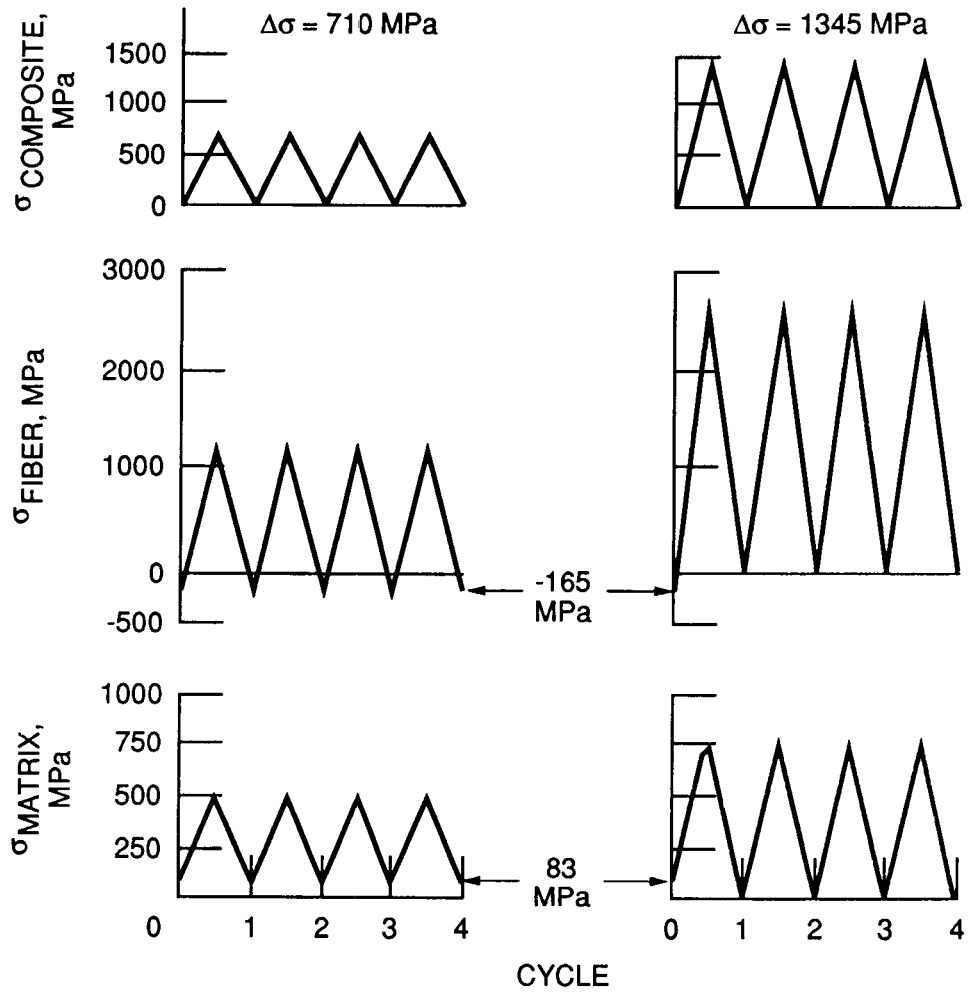 Δσ = 710 MPa
Δσ = 1345 MPa
σ COMPOSITE,
MPa
1500
1000
500
0
σ FIBER, MPa
3000
2000
1000
0
-500
-165
MPa
σ MATRIX,
MPa
1000
750
500
250
0
83
MPa
1
2
3
4
0
1
2
3
4
CYCLE